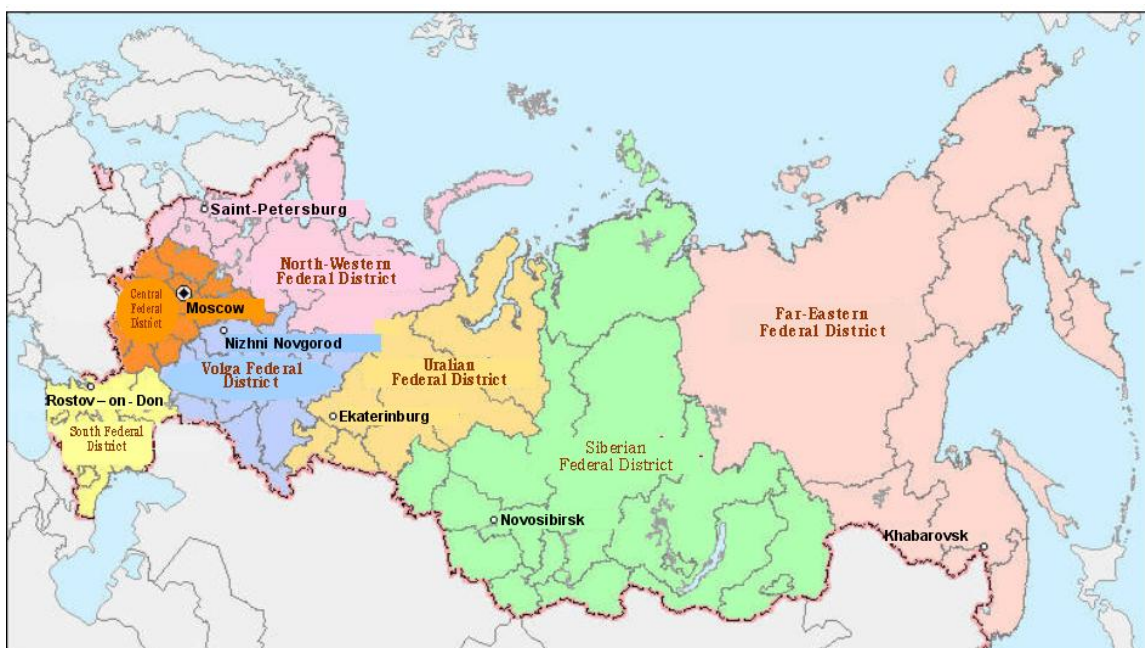 Saint-Petersburg
North-Western
Federal District
Central
Federal
District
Moscow
Nizhni Novgorod
Volga Federal
District
Uralian
Federal District
Far-Eastern
Federal District
Rostov–on - Don
South Federal
District
Ekaterinburg
Siberian
Federal District
Novosibirsk
Khabarovsk